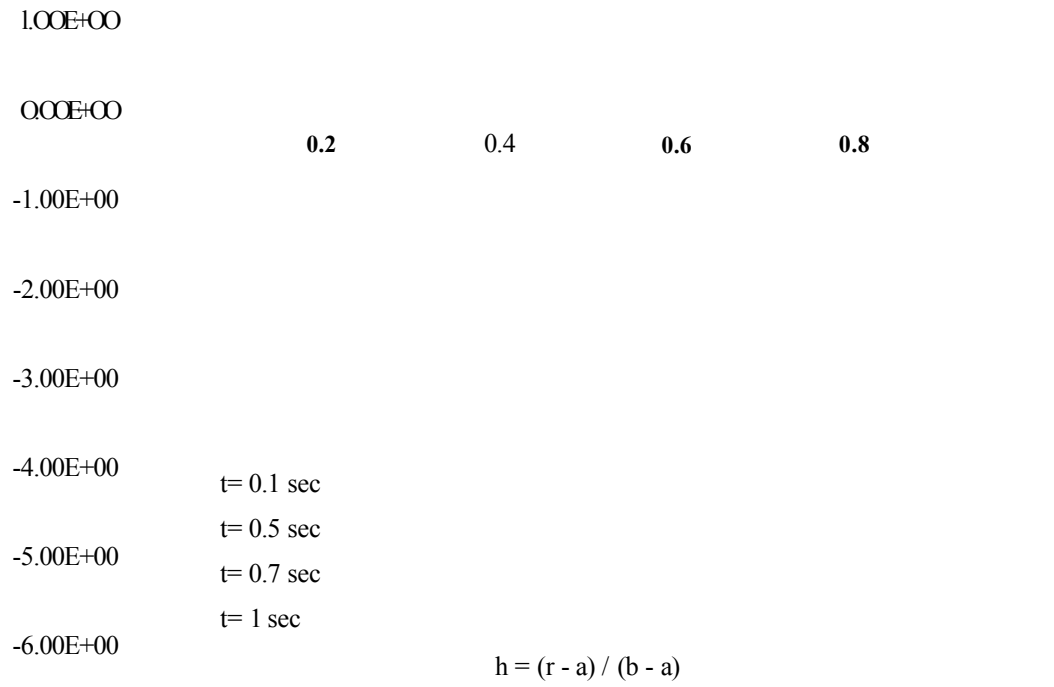 1.00E+00
0.00E+00
0.2 0.4 0.6 0.8
-1.00E+00
-2.00E+00
-3.00E+00
-4.00E+00
t= 0.1 sec
t= 0.5 sec
-5.00E+00
t= 0.7 sec
t= 1 sec
-6.00E+00
h = (r - a) / (b - a)